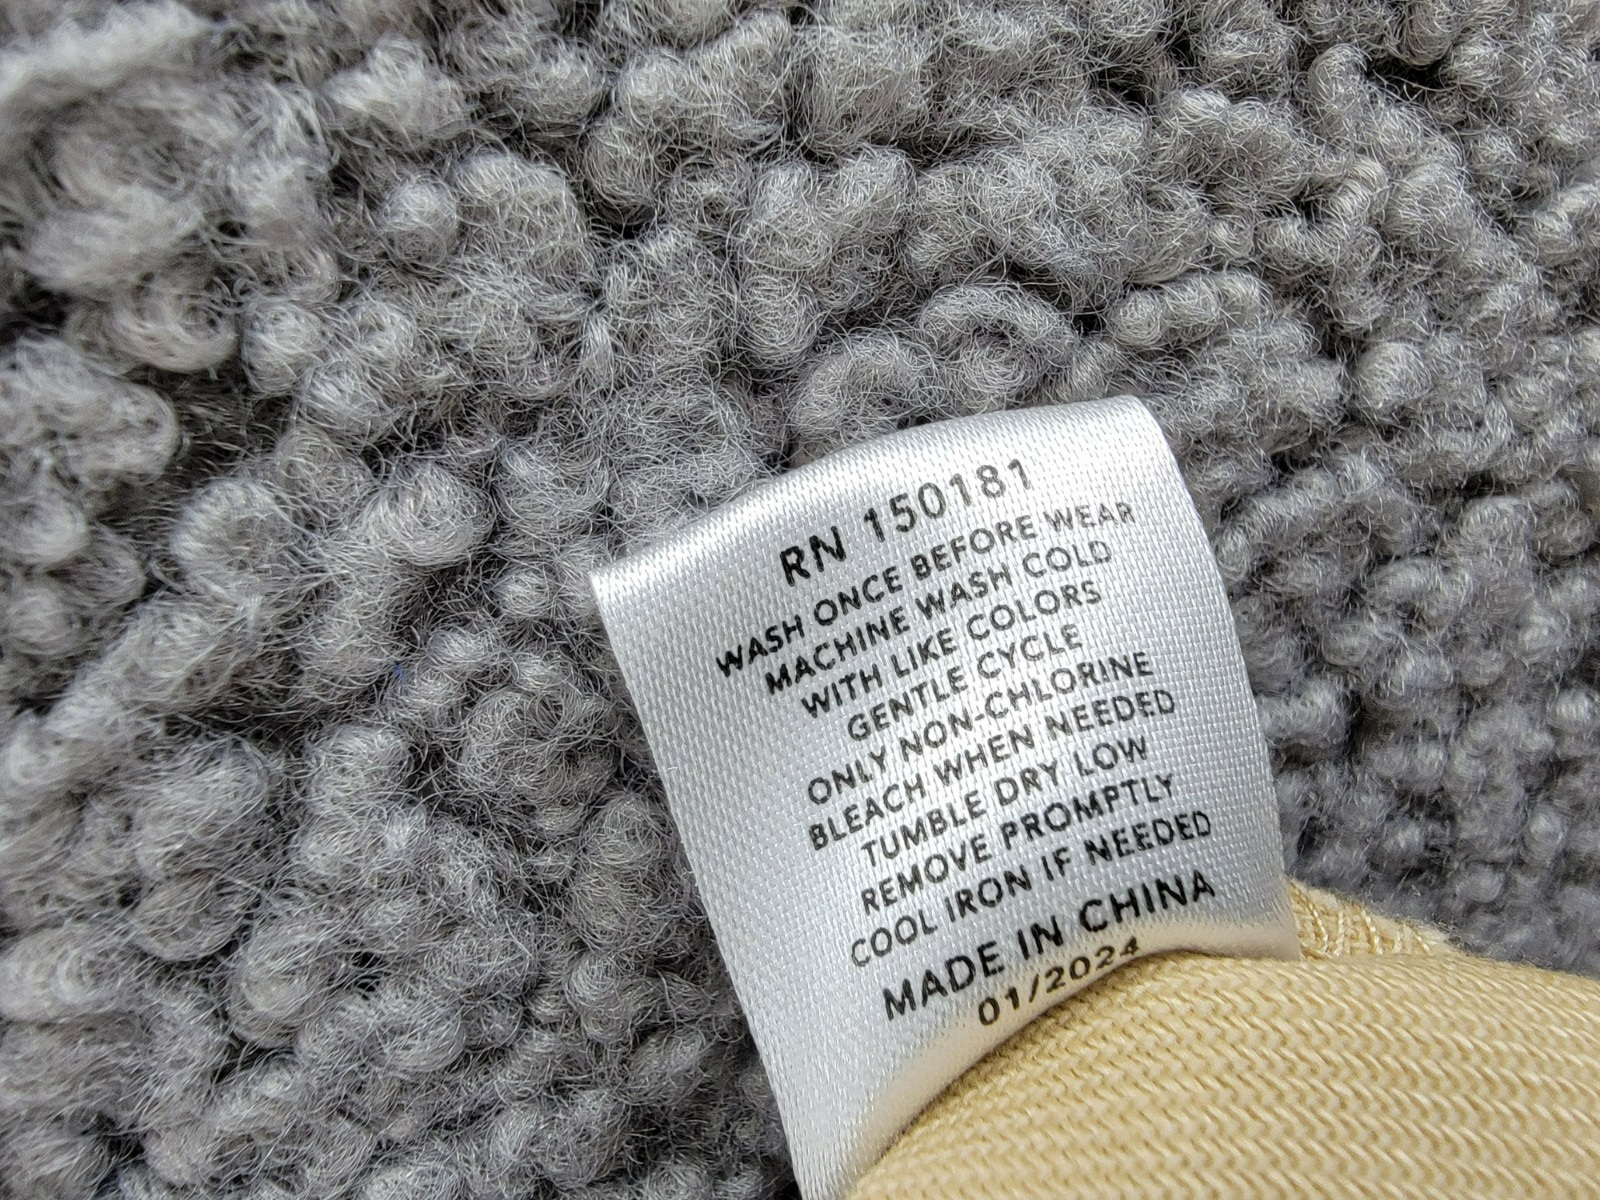 RN 150181
WASH ONCE BEFORE WEAR
MACHINE WASH COLD
WITH LIKE COLORS
GENTLE CYCLE
ONLY NON-CHLORINE
BLEACH WHEN NEEDED
TUMBLE DRY LOW
REMOVE PROMPTLY
COOL IRON IF NEEDED
MADE IN CHINA
01/2024